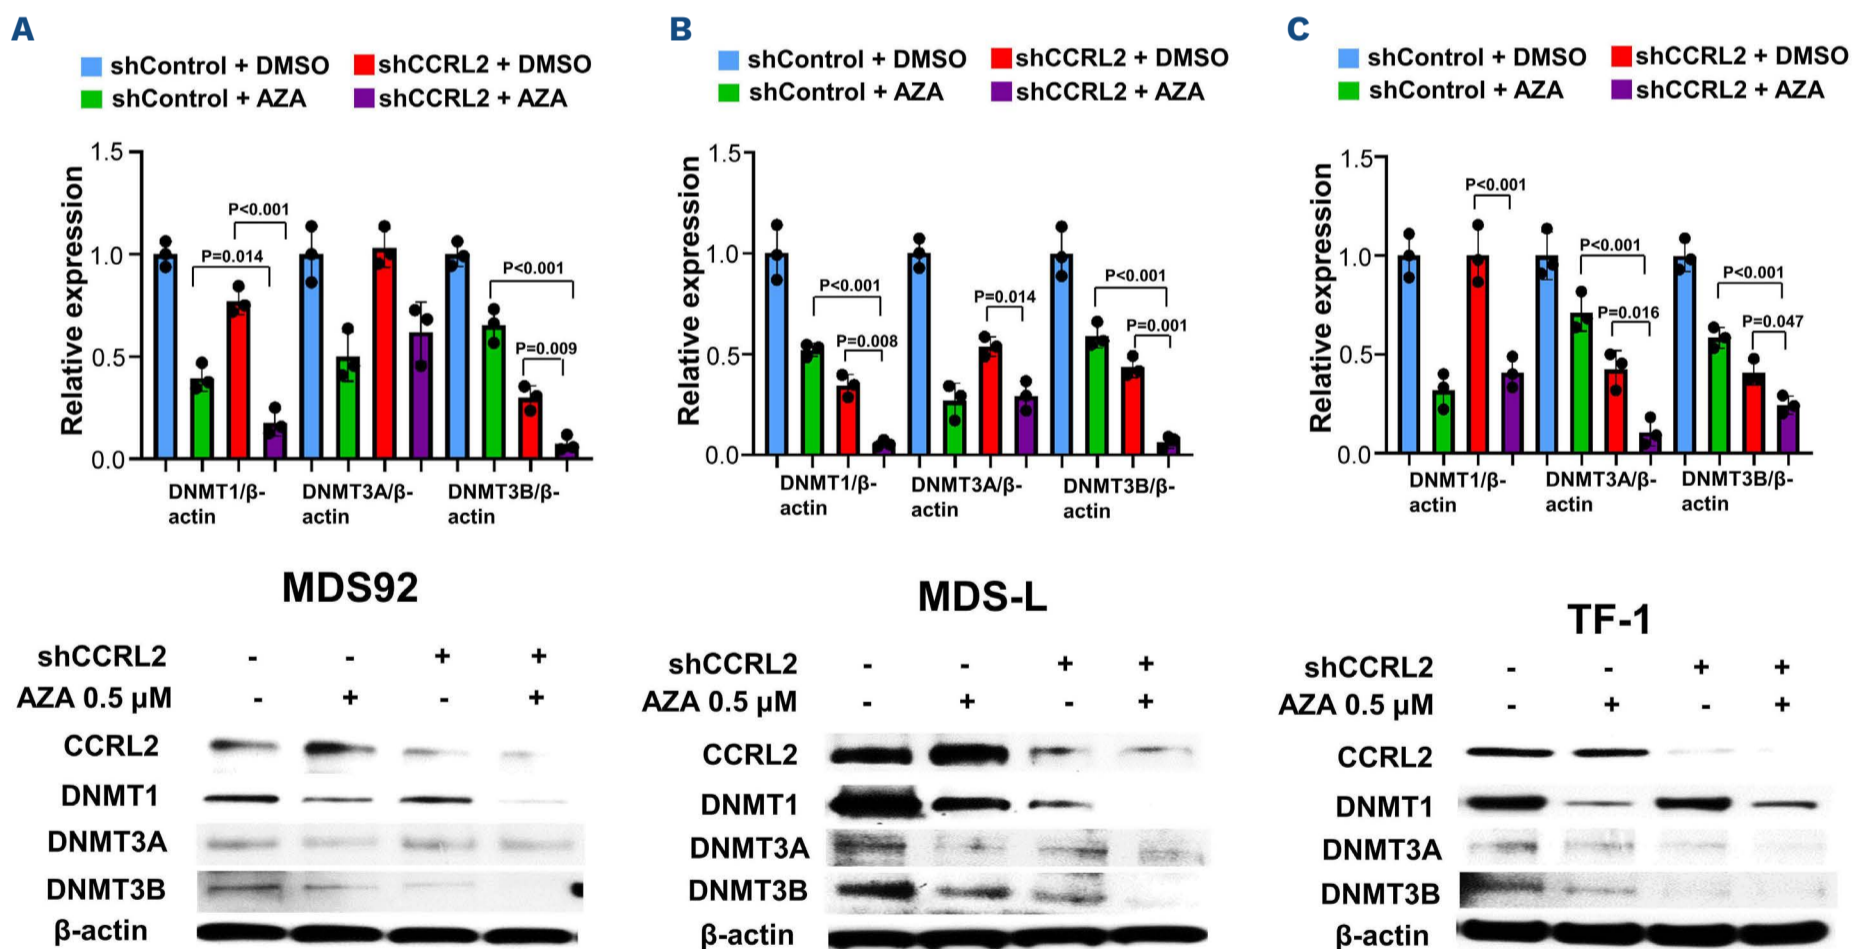 A
shControl + DMSO
shCCRL2 + DMSO
shControl + AZA
shCCRL2 + AZA
Relative expression
1.5
1.0
0.5
0.0
P=0.014
P<0.001
P=0.009
P<0.001
DNMT1/β-
actin
DNMT3A/β-
actin
DNMT3B/β-
actin
MDS92
shCCRL2 - - + +
AZA 0.5 µM - + - +
CCRL2
DNMT1
DNMT3A
DNMT3B
β-actin
B
shControl + DMSO
shCCRL2 + DMSO
shControl + AZA
shCCRL2 + AZA
Relative expression
1.5
1.0
0.5
0.0
P<0.001
P=0.008
P=0.014
P<0.001
P=0.001
DNMT1/β-
actin
DNMT3A/β-
actin
DNMT3B/β-
actin
MDS-L
shCCRL2 - - + +
AZA 0.5 µM - + - +
CCRL2
DNMT1
DNMT3A
DNMT3B
β-actin
C
shControl + DMSO
shCCRL2 + DMSO
shControl + AZA
shCCRL2 + AZA
Relative expression
1.5
1.0
0.5
0.0
P<0.001
P<0.001
P=0.016
P<0.001
P=0.047
DNMT1/β-
actin
DNMT3A/β-
actin
DNMT3B/β-
actin
TF-1
shCCRL2 - - + +
AZA 0.5 µM - + - +
CCRL2
DNMT1
DNMT3A
DNMT3B
β-actin